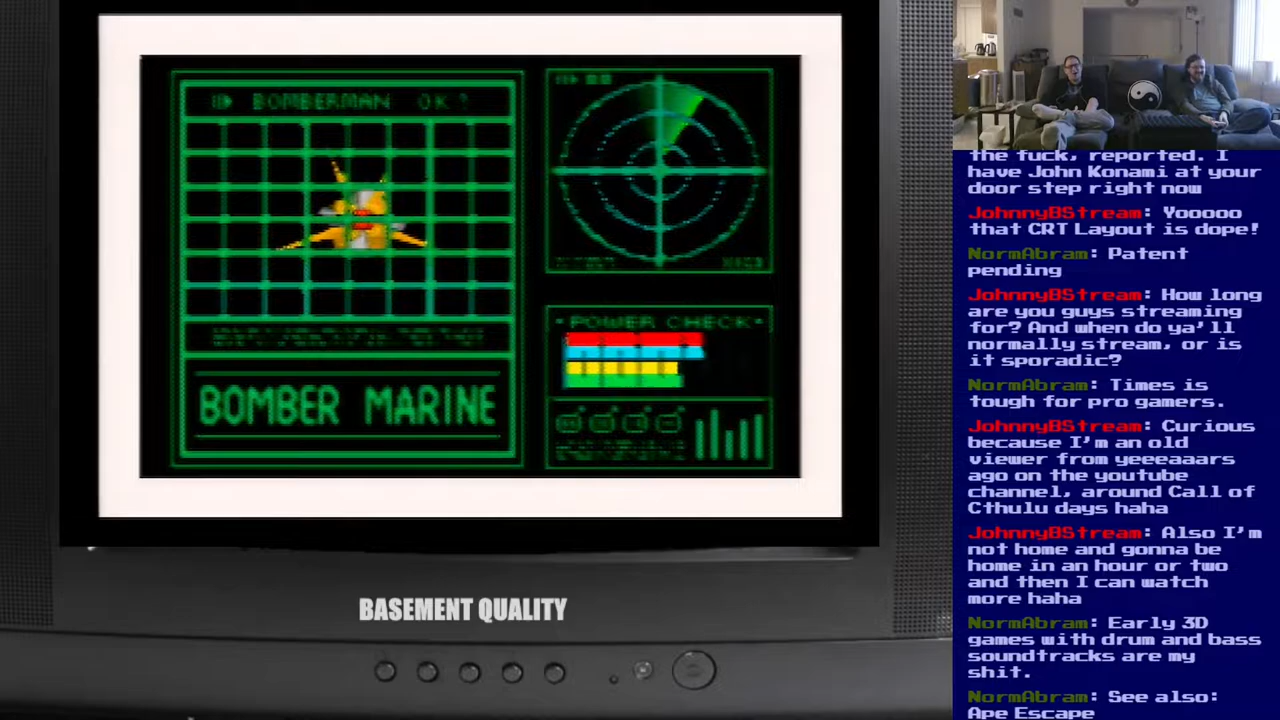 BOMBERMAN OK?
BOMBER MARINE
POWER CHECK
BASEMENT QUALITY
the fuck, reported. I
have John Konami at your
door step right now
JohnnyBStream: Yooooo
that CRT Layout is dope!
NormAbram: Patent
pending
JohnnyBStream: How long
are you guys streaming
for? And when do ya'll
normally stream, or is
it sporadic?
NormAbram: Times is
tough for pro gamers.
JohnnyBStream: Curious
because I'm an old
viewer from yeeeaaars
ago on the youtube
channel, around Call of
Cthulu days haha
JohnnyBStream: Also I'm
not home and gonna be
home in an hour or two
and then I can watch
more haha
NormAbram: Early 3D
games with drum and bass
soundtracks are my
shit.
NormAbram: See also:
Ape Escape